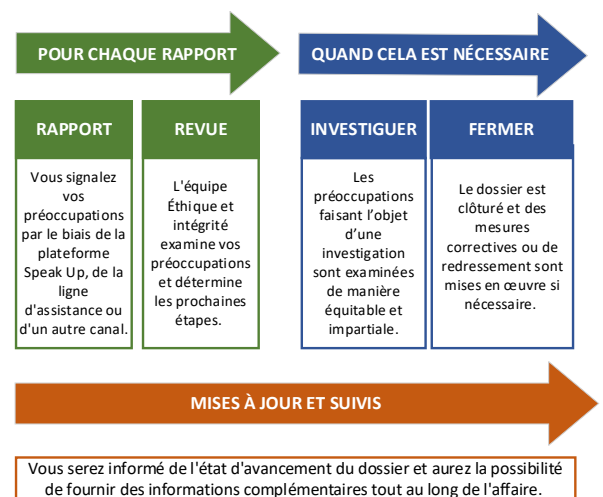 POUR CHAQUE RAPPORT
QUAND CELA EST NÉCESSAIRE
RAPPORT
Vous signalez
vos
préoccupations
par le biais de la
plateforme
Speak Up, de la
ligne
d'assistance ou
d'un autre canal.
REVUE
L'équipe
Éthique et
intégrité
examine vos
préoccupations
et détermine
les prochaines
étapes.
INVESTIGUER
Les
préoccupations
faisant l’objet
d’une
investigation
sont examinées
de manière
équitable et
impartiale.
FERMER
Le dossier est
clôturé et des
mesures
correctives ou de
redressement sont
mises en œuvre si
nécessaire.
MISES À JOUR ET SUIVIS
Vous serez informé de l'état d'avancement du dossier et aurez la possibilité
de fournir des informations complémentaires tout au long de l'affaire.